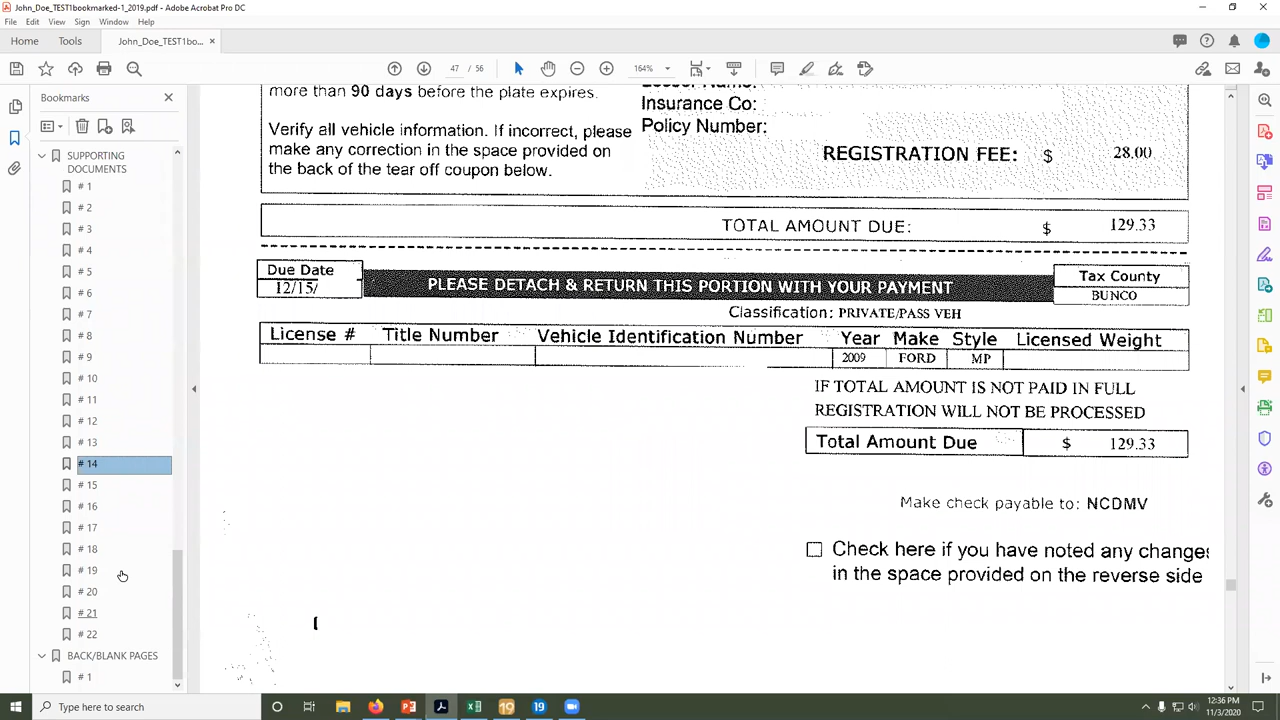 John_Doe_TEST1bookmarked-1_2019.pdf - Adobe Acrobat Pro DC
File Edit View Sign Window Help
Home Tools John_Doe_TEST1bo... ×
47 / 56 164%
Bookmarks
SUPPORTING
DOCUMENTS
# 1
# 2
# 3
# 4
# 5
# 6
# 7
# 8
# 9
# 10
# 11
# 12
# 13
# 14
# 15
# 16
# 17
# 18
# 19
# 20
# 21
# 22
BACK/BLANK PAGES
# 1
more than 90 days before the plate expires.
Verify all vehicle information. If incorrect, please
make any correction in the space provided on
the back of the tear off coupon below.
Insurance Co:
Policy Number:
REGISTRATION FEE: $ 28.00
TOTAL AMOUNT DUE: $ 129.33
Due Date
12/15/
PLEASE DETACH & RETURN THIS PORTION WITH YOUR PAYMENT
Tax County
BUNCO
Classification: PRIVATE/PASS VEH
License # Title Number Vehicle Identification Number Year Make Style Licensed Weight
2009 FORD MP
IF TOTAL AMOUNT IS NOT PAID IN FULL
REGISTRATION WILL NOT BE PROCESSED
Total Amount Due $ 129.33
Make check payable to: NCDMV
Check here if you have noted any changes
in the space provided on the reverse side
Type here to search
19
19
12:36 PM
11/3/2020